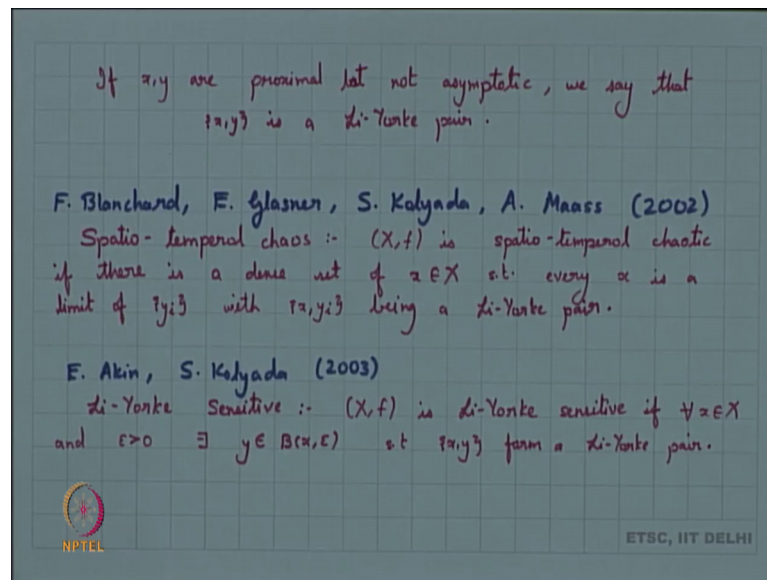 If x,y are proximal but not asymptotic, we say that
{x,y} is a Li-Yorke pair.
F. Blanchard, E. Glasner, S. Kolyada, A. Maass (2002)
Spatio-temporal chaos :- (X,f) is spatio-temporal chaotic
if there is a dense set of x ∈ X s.t. every x is a
limit of {yi} with {x,yi} being a Li-Yorke pair.
E. Akin, S. Kolyada (2003)
Li-Yorke Sensitive :- (X,f) is Li-Yorke sensitive if ∀ x ∈ X
and ε>0 ∃ y ∈ B(x,ε) s.t {x,y} form a Li-Yorke pair.
NPTEL
ETSC, IIT DELHI